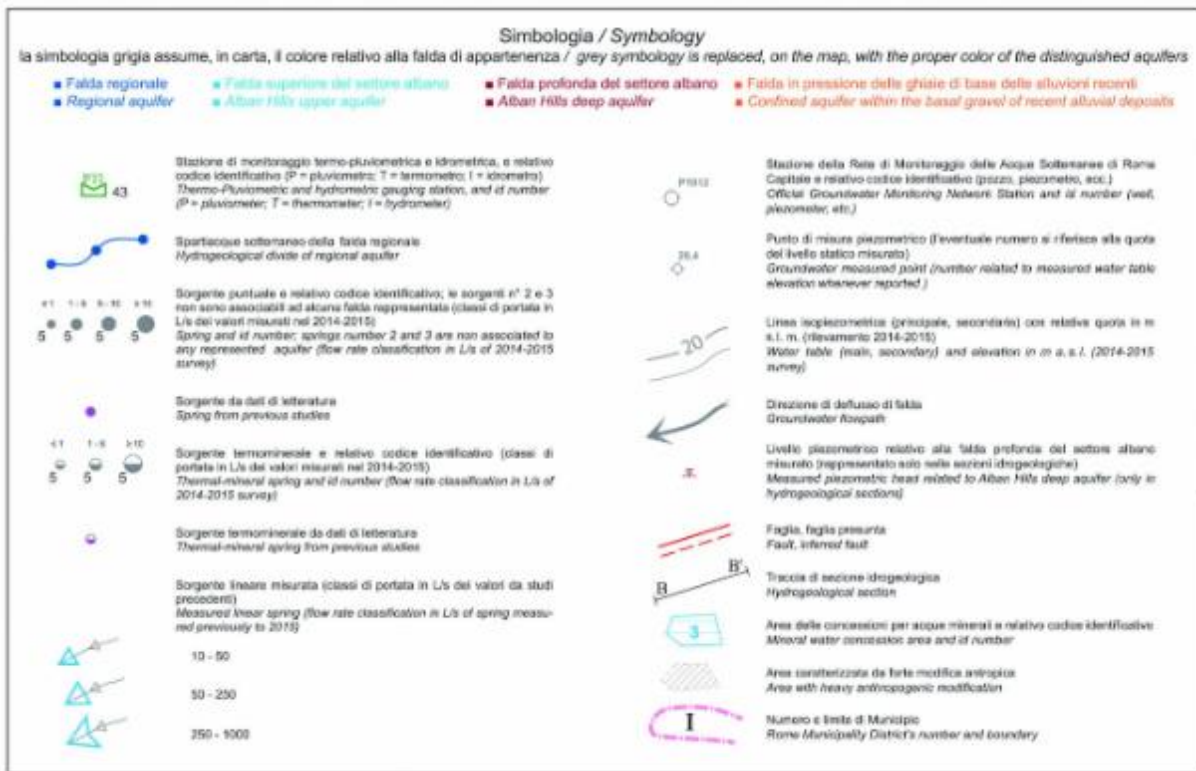 Simbologia / Symbology
la simbologia grigia assume, in carta, il colore relativo alla falda di appartenenza / grey symbology is replaced, on the map, with the proper color of the distinguished aquifers
Falda regionale
Regional aquifer
Falda superiore del settore albano
Alban Hills upper aquifer
Falda profonda del settore albano
Alban Hills deep aquifer
Falda in pressione delle ghiaie di base delle alluvioni recenti
Confined aquifer within the basal gravel of recent alluvial deposits
43
Stazione di monitoraggio termo-pluviometrica e idrometrica, e relativo
codice identificativo (P = pluviometro; T = termometro; I = idrometro)
Thermo-Pluviometric and hydrometric gauging station, and id number
(P = pluviometer; T = thermometer; I = hydrometer)
Spartiacque sotterraneo della falda regionale
Hydrogeological divide of regional aquifer
≤ 1 1 - 5 5 - 10 ≥ 10
5 5 5 5
Sorgente puntuale e relativo codice identificativo; le sorgenti n° 2 e 3
non sono associabili ad alcuna falda rappresentata (classi di portata in
L/s dei valori misurati nel 2014-2015)
Spring and id number; springs number 2 and 3 are non associated to
any represented aquifer (flow rate classification in L/s of 2014-2015
survey)
Sorgente da dati di letteratura
Spring from previous studies
≤ 1 1 - 5 ≥ 10
5 5 5
Sorgente termominerale e relativo codice identificativo (classi di
portata in L/s dei valori misurati nel 2014-2015)
Thermal-mineral spring and id number (flow rate classification in L/s of
2014-2015 survey)
Sorgente termominerale da dati di letteratura
Thermal-mineral spring from previous studies
Sorgente lineare misurata (classi di portata in L/s dei valori da studi
precedenti)
Measured linear spring (flow rate classification in L/s of spring measu-
red previously to 2015)
10 - 50
50 - 250
250 - 1000
P1012
Stazione della Rete di Monitoraggio delle Acque Sotterranee di Roma
Capitale e relativo codice identificativo (pozzo, piezometro, ecc.)
Official Groundwater Monitoring Network Station and id number (well,
piezometer, etc.)
Punto di misura piezometrico (l'eventuale numero si riferisce alla quota
del livello statico misurato)
Groundwater measured point (number related to measured water table
elevation whenever reported )
20
Linea isopiezometrica (principale, secondaria) con relativa quota in m
s.l. m. (rilevamento 2014-2015)
Water table (main, secondary) and elevation in m a.s.l. (2014-2015
survey)
Direzione di deflusso di falda
Groundwater flowpath
Livello piezometrico relativo alla falda profonda del settore albano
misurato (rappresentato solo nelle sezioni idrogeologiche)
Measured piezometric head related to Alban Hills deep aquifer (only in
hydrogeological sections)
Faglia, faglia presunta
Fault, inferred fault
B B'
Traccia di sezione idrogeologica
Hydrogeological section
3
Area delle concessioni per acque minerali e relativo codice identificativo
Mineral water concession area and id number
Area caratterizzata da forte modifica antropica
Area with heavy anthropogenic modification
I
Numero e limite di Municipio
Rome Municipality District's number and boundary